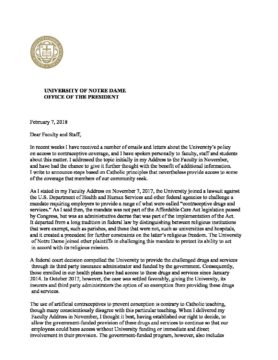 UNIVERSITY OF NOTRE DAME
OFFICE OF THE PRESIDENT
February 7, 2018
Dear Faculty and Staff,
In recent weeks I have received a number of emails and letters about the University's policy
on access to contraceptive coverage, and I have spoken personally to faculty, staff and students
about this matter. I addressed the topic initially in my Address to the Faculty in November,
and have had the chance to give it further thought with the benefit of additional information.
I write to announce steps based on Catholic principles that nevertheless provide access to some
of the coverage that members of our community seek.
As I stated in my Faculty Address on November 7, 2017, the University joined a lawsuit against
the U.S. Department of Health and Human Services and other federal agencies to challenge a
mandate requiring employers to provide a range of what were called "contraceptive drugs and
services." As I said then, the mandate was not part of the Affordable Care Act legislation passed
by Congress, but was an administrative decree that was part of the implementation of the Act.
It departed from a long tradition in federal law by distinguishing between religious institutions
that were exempt, such as parishes, and those that were not, such as universities and hospitals,
and it created a precedent for further constraints on the latter's religious freedom. The University
of Notre Dame joined other plaintiffs in challenging this mandate to protect its ability to act
in accord with its religious mission.
A federal court decision compelled the University to provide the challenged drugs and services
through its third party insurance administrator and funded by the government. Consequently, those
enrolled in our health plans have had access to these drugs and services since January
2014. In October 2017, however, the case was settled favorably, giving the University, its
insurers and third party administrators the option of an exemption from providing these drugs
and services.
The use of artificial contraceptives to prevent conception is contrary to Catholic teaching,
though many conscientiously disagree with this particular teaching. When I delivered my
Faculty Address in November, I thought it best, having established our right to decide, to
allow the government-funded provision of these drugs and services to continue so that our
employees could have access without University funding or immediate and direct
involvement in their provision. The government-funded program, however, also includes